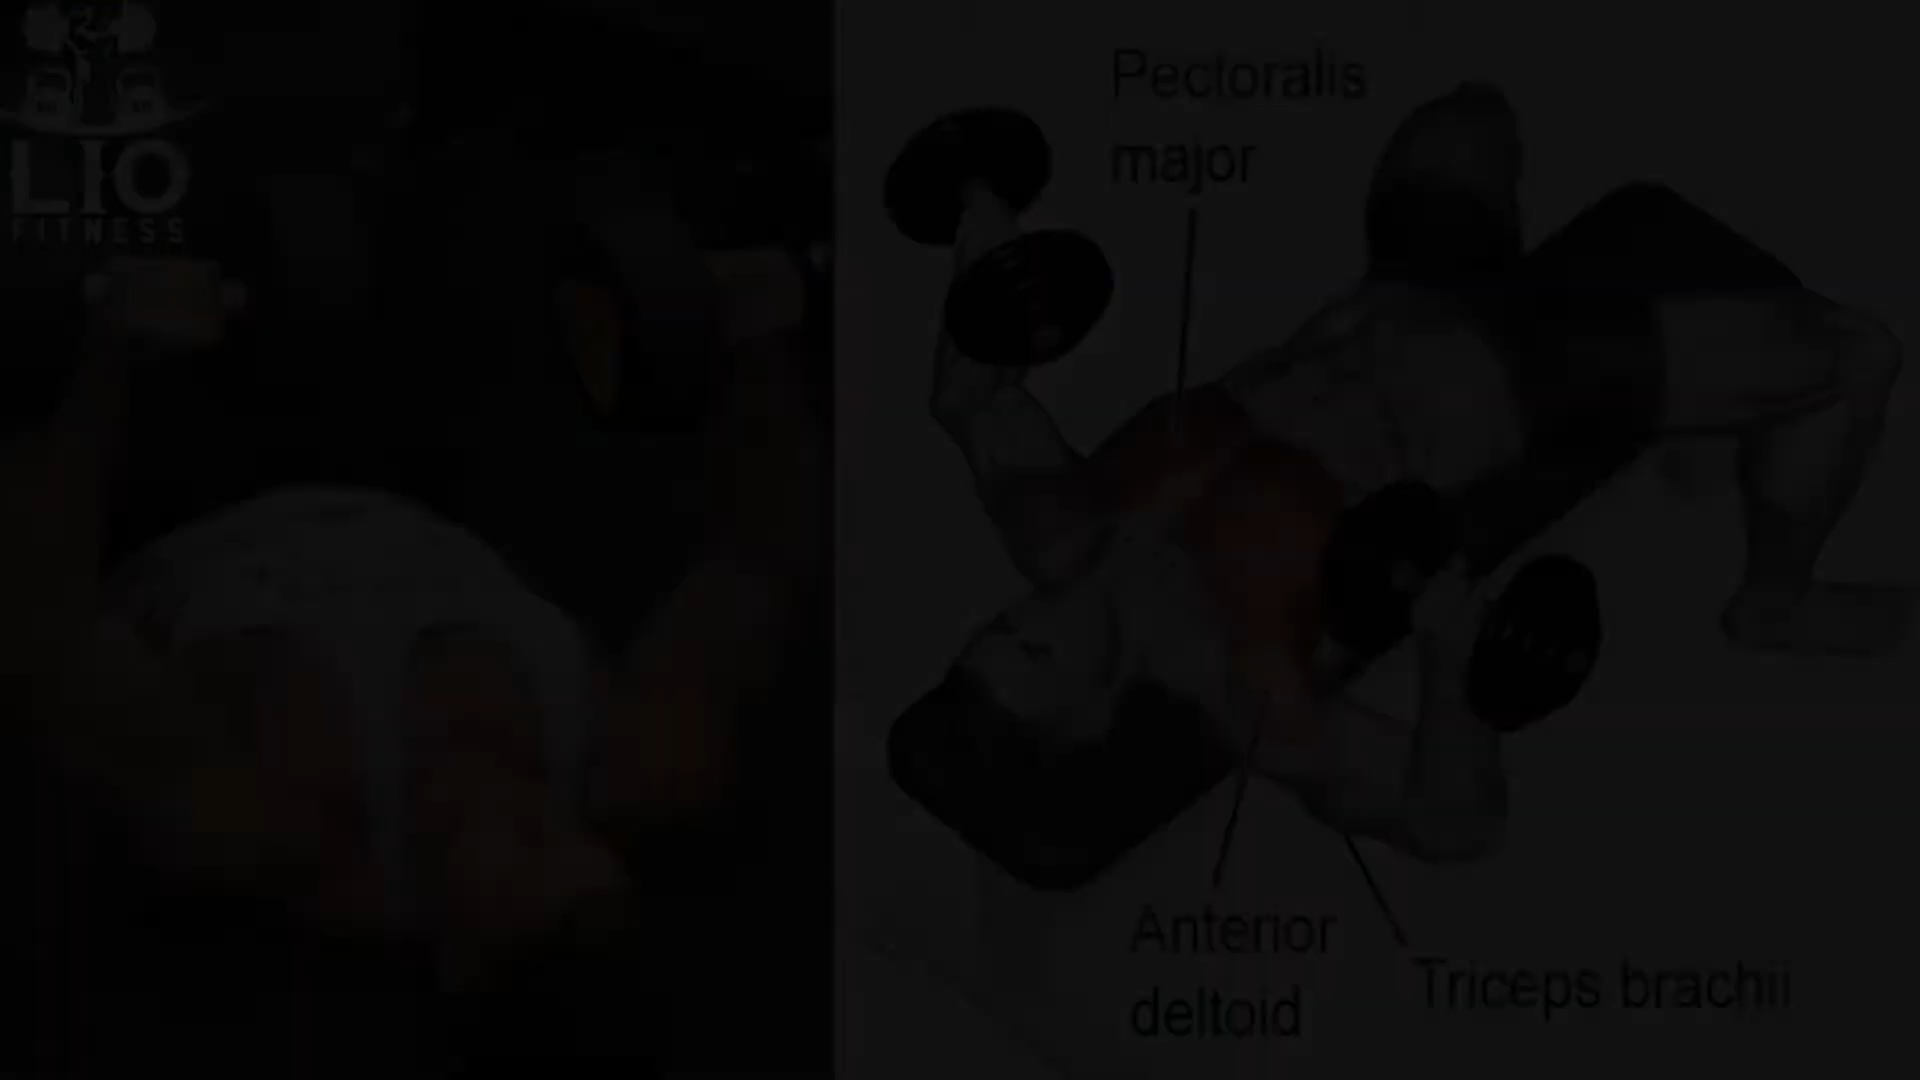 LIO
FITNESS
Pectoralis
major
Anterior
deltoid
Triceps brachii